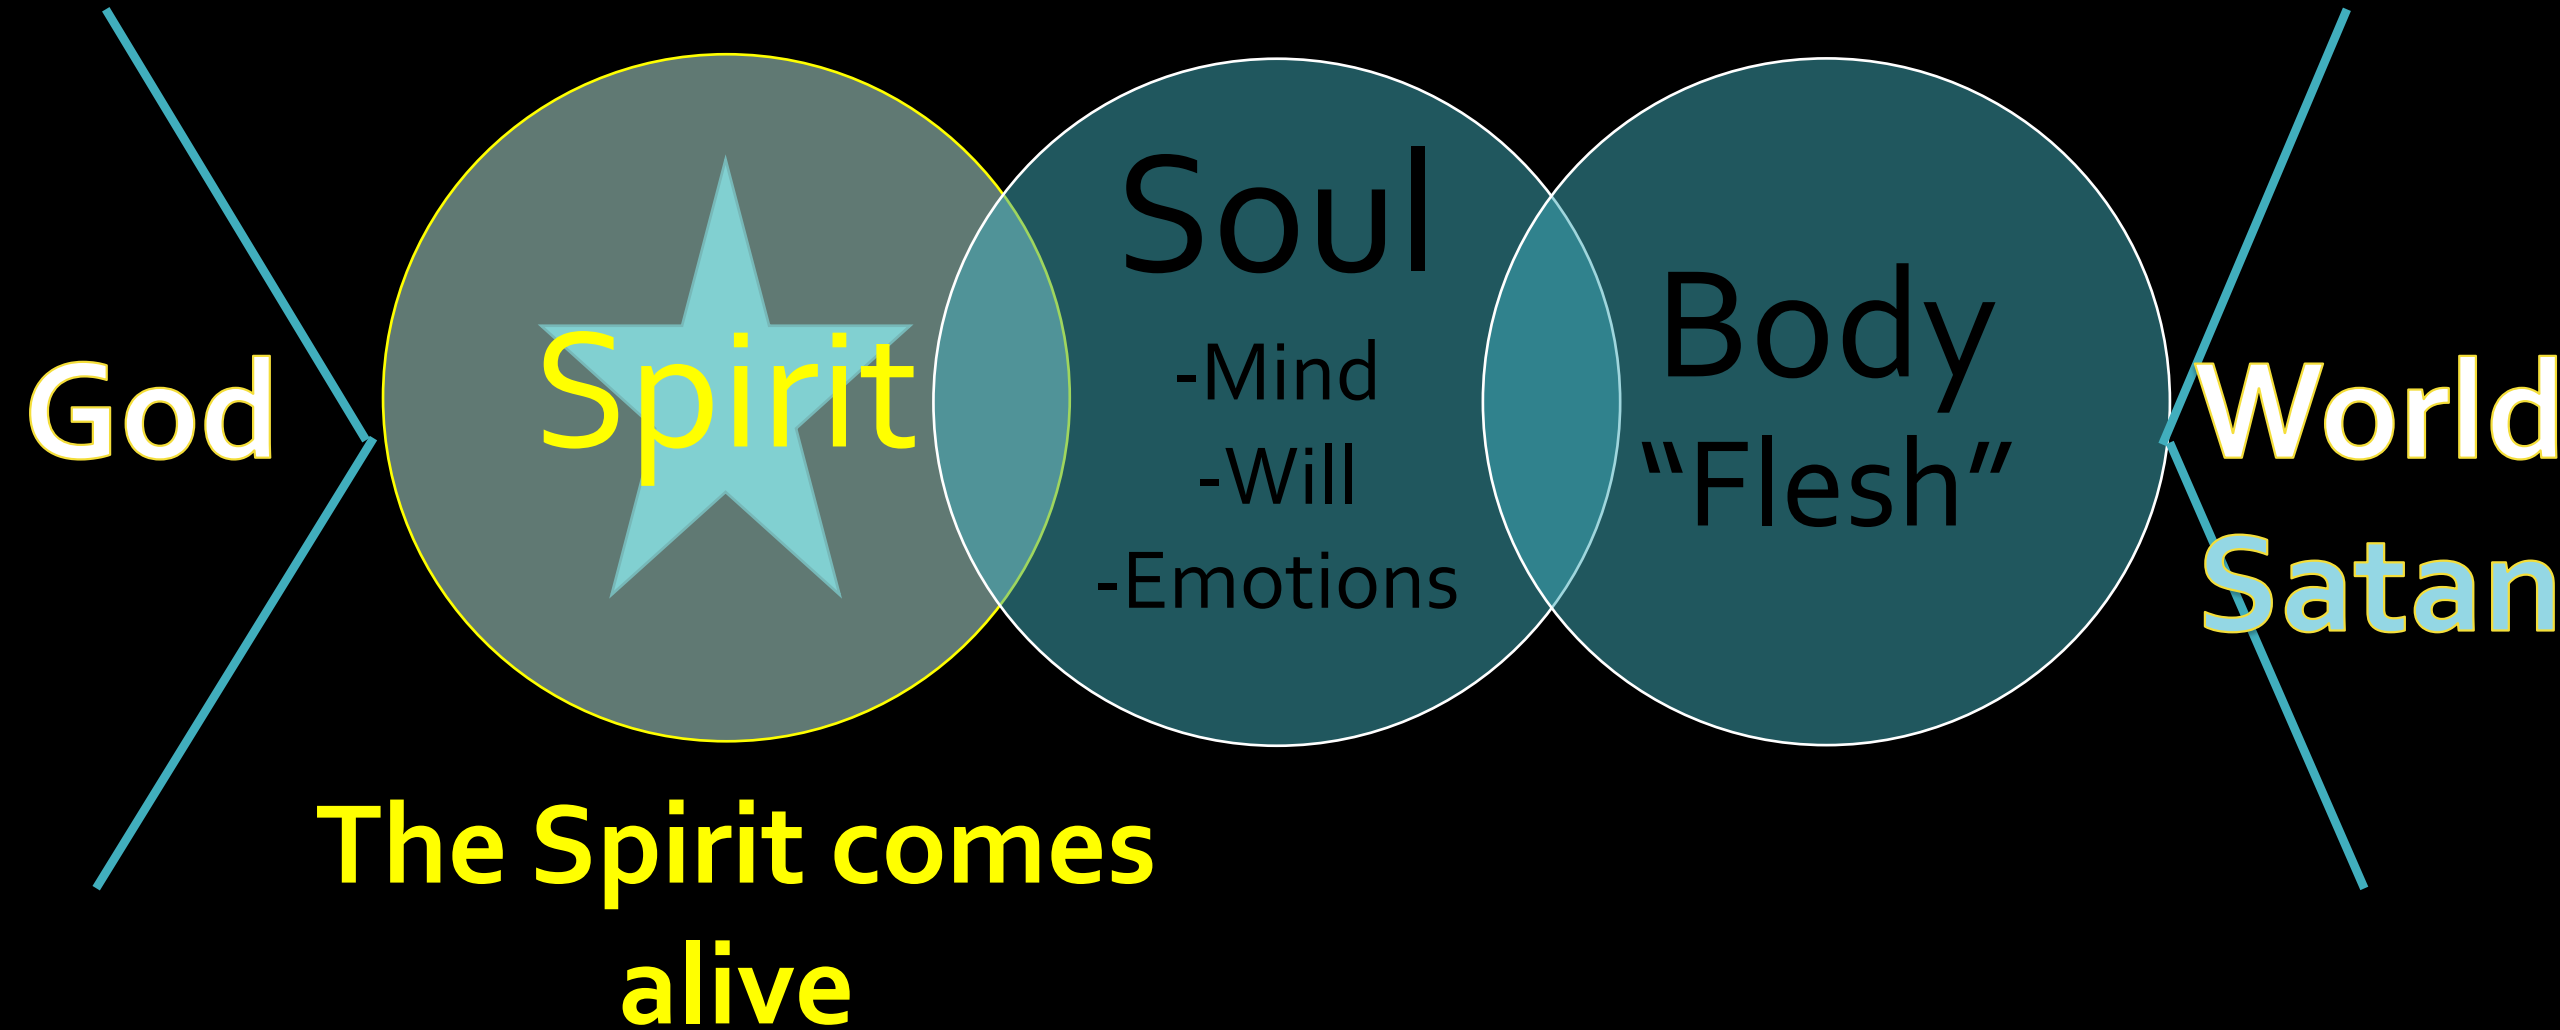 God
Spirit
Soul
-Mind
-Will
-Emotions
Body
“Flesh”
World
Satan
The Spirit comes
alive